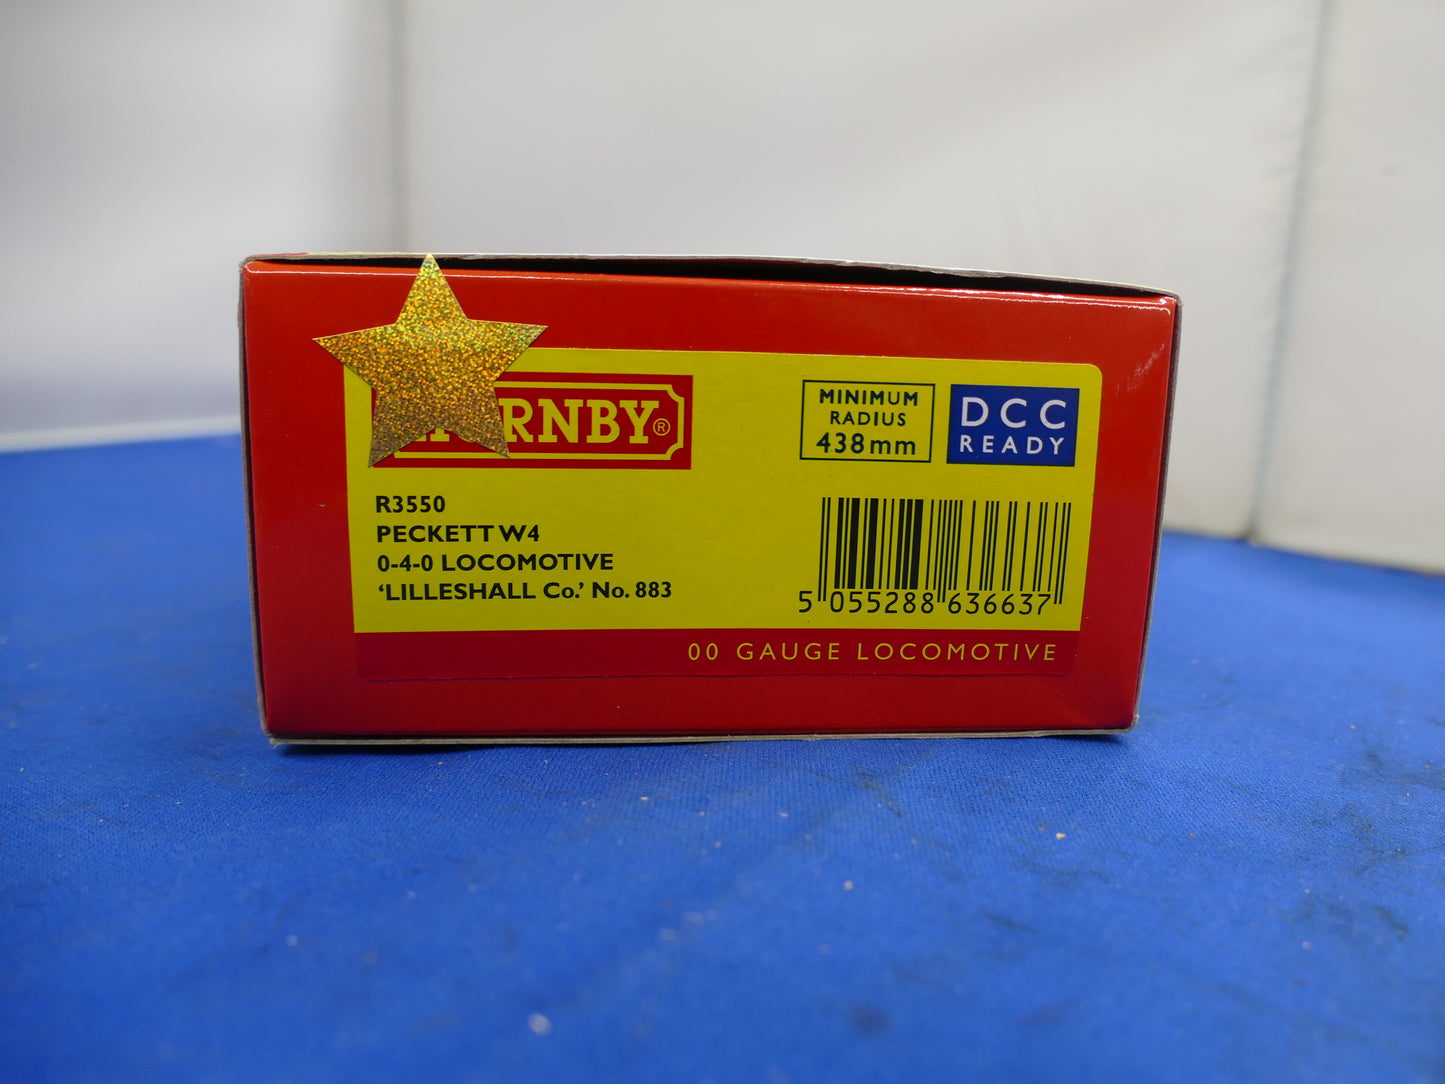 HORNBY®
MINIMUM
RADIUS
438mm
DCC
READY
R3550
PECKETT W4
0-4-0 LOCOMOTIVE
‘LILLESHALL Co.’ No. 883
5 055288 636637
00 GAUGE LOCOMOTIVE